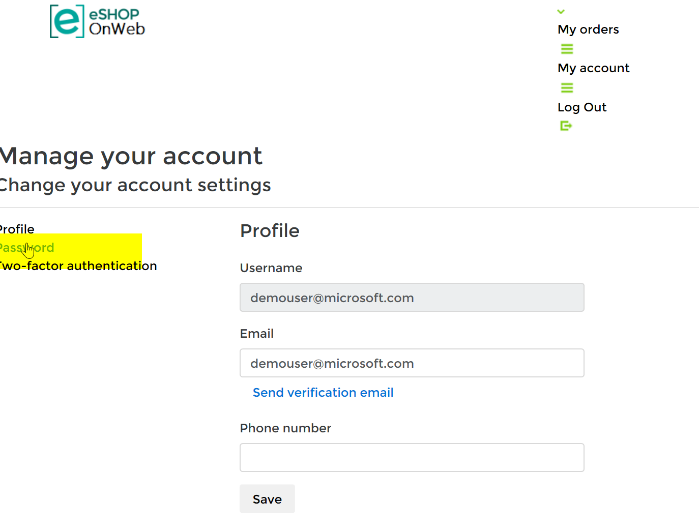 eSHOP
OnWeb
My orders
My account
Log Out
Manage your account
Change your account settings
Profile
Password
Two-factor authentication
Profile
Username
demouser@microsoft.com
Email
demouser@microsoft.com
Send verification email
Phone number
Save